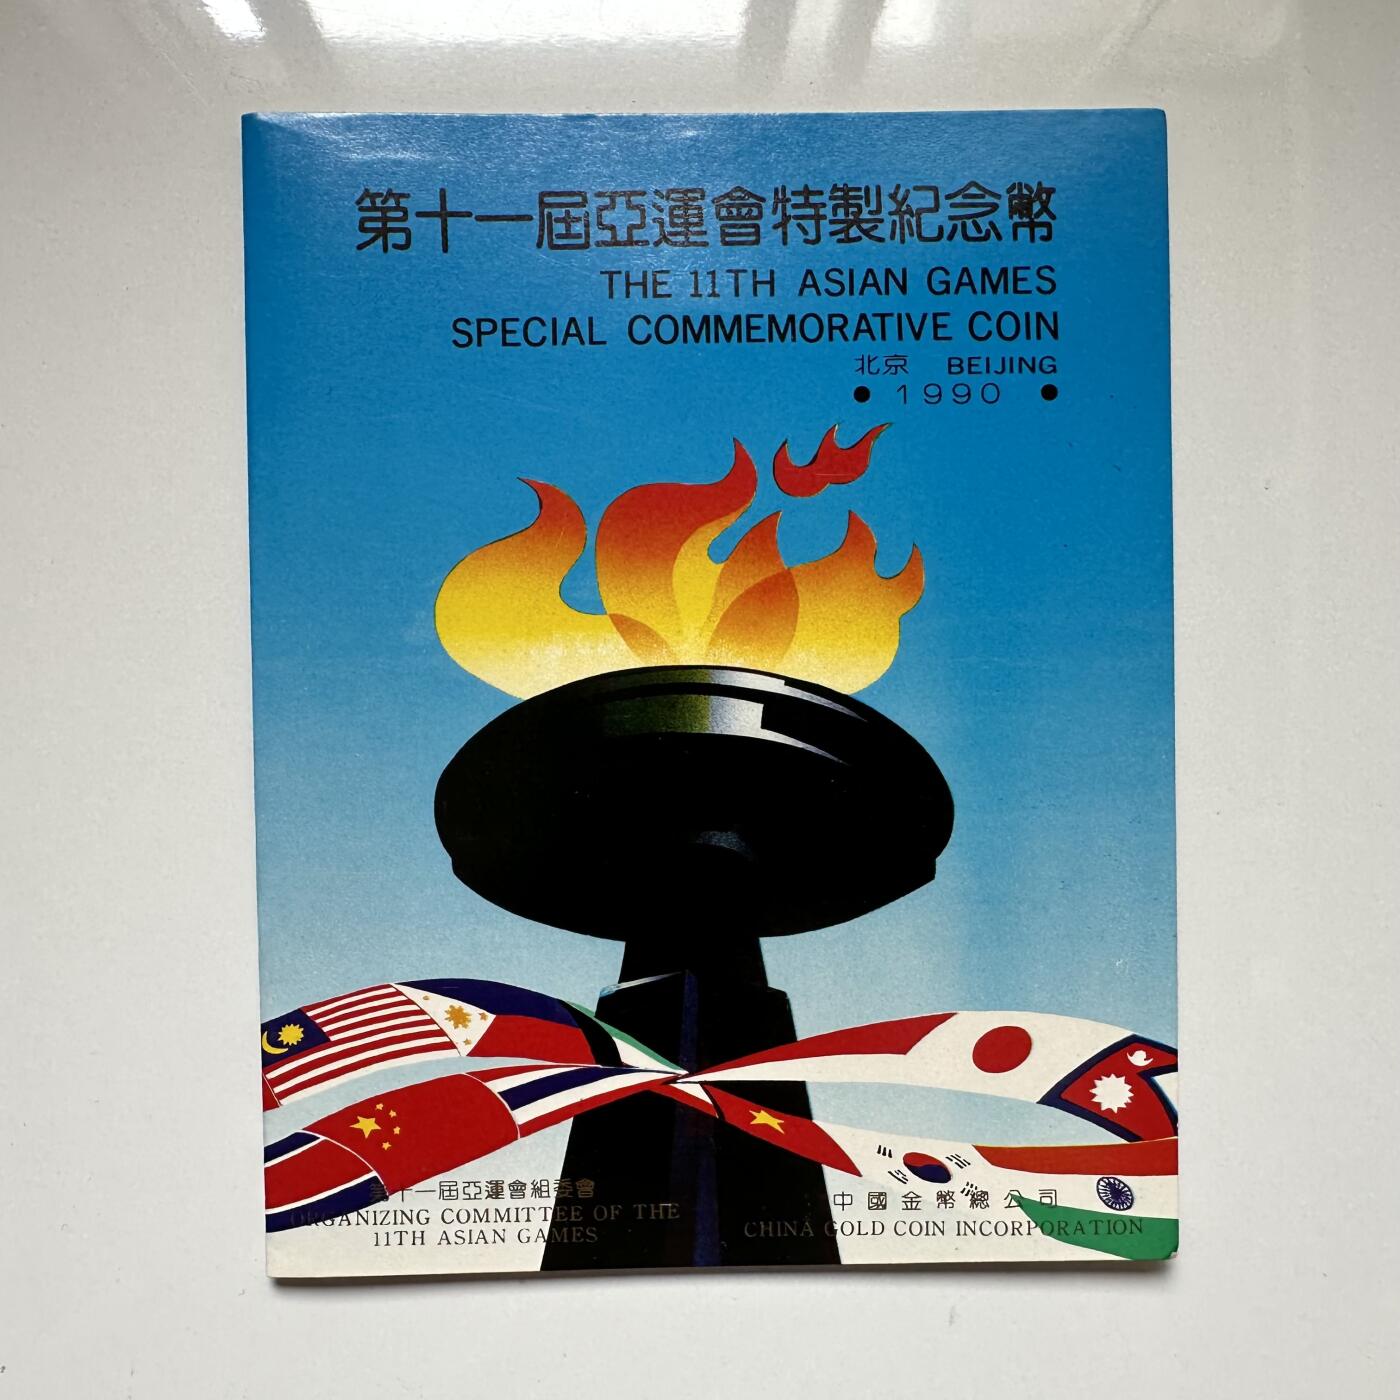 第十一屆亞運會特製紀念幣
THE 11TH ASIAN GAMES
SPECIAL COMMEMORATIVE COIN
北京 BEIJING
• 1990 •
第十一屆亞運會組委會
ORGANIZING COMMITTEE OF THE
11TH ASIAN GAMES
中國金幣總公司
CHINA GOLD COIN INCORPORATION